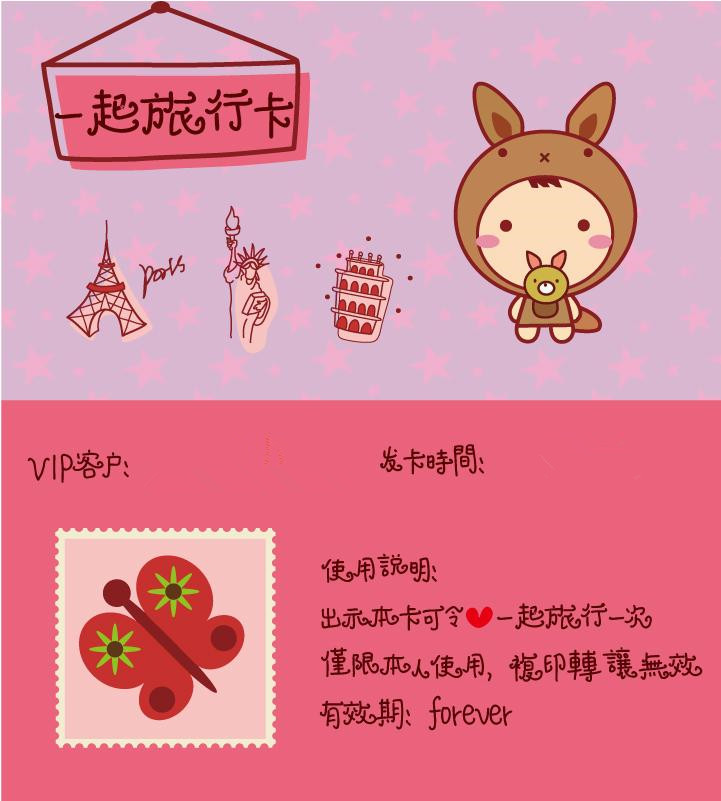 一起旅行卡
Paris
VIP客户:
发卡時間:
使用説明:
出示本卡可令❤一起旅行一次
僅限本人使用，複印轉讓無效
有效期: forever